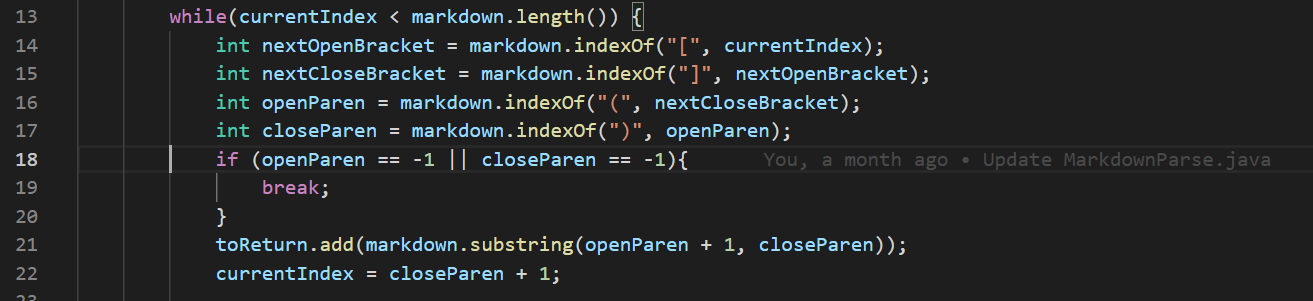 13 while(currentIndex < markdown.length()) {
14 int nextOpenBracket = markdown.indexOf("[", currentIndex);
15 int nextCloseBracket = markdown.indexOf("]", nextOpenBracket);
16 int openParen = markdown.indexOf("(", nextCloseBracket);
17 int closeParen = markdown.indexOf(")", openParen);
18 if (openParen == -1 || closeParen == -1){ You, a month ago • Update MarkdownParse.java
19 break;
20 }
21 toReturn.add(markdown.substring(openParen + 1, closeParen));
22 currentIndex = closeParen + 1;